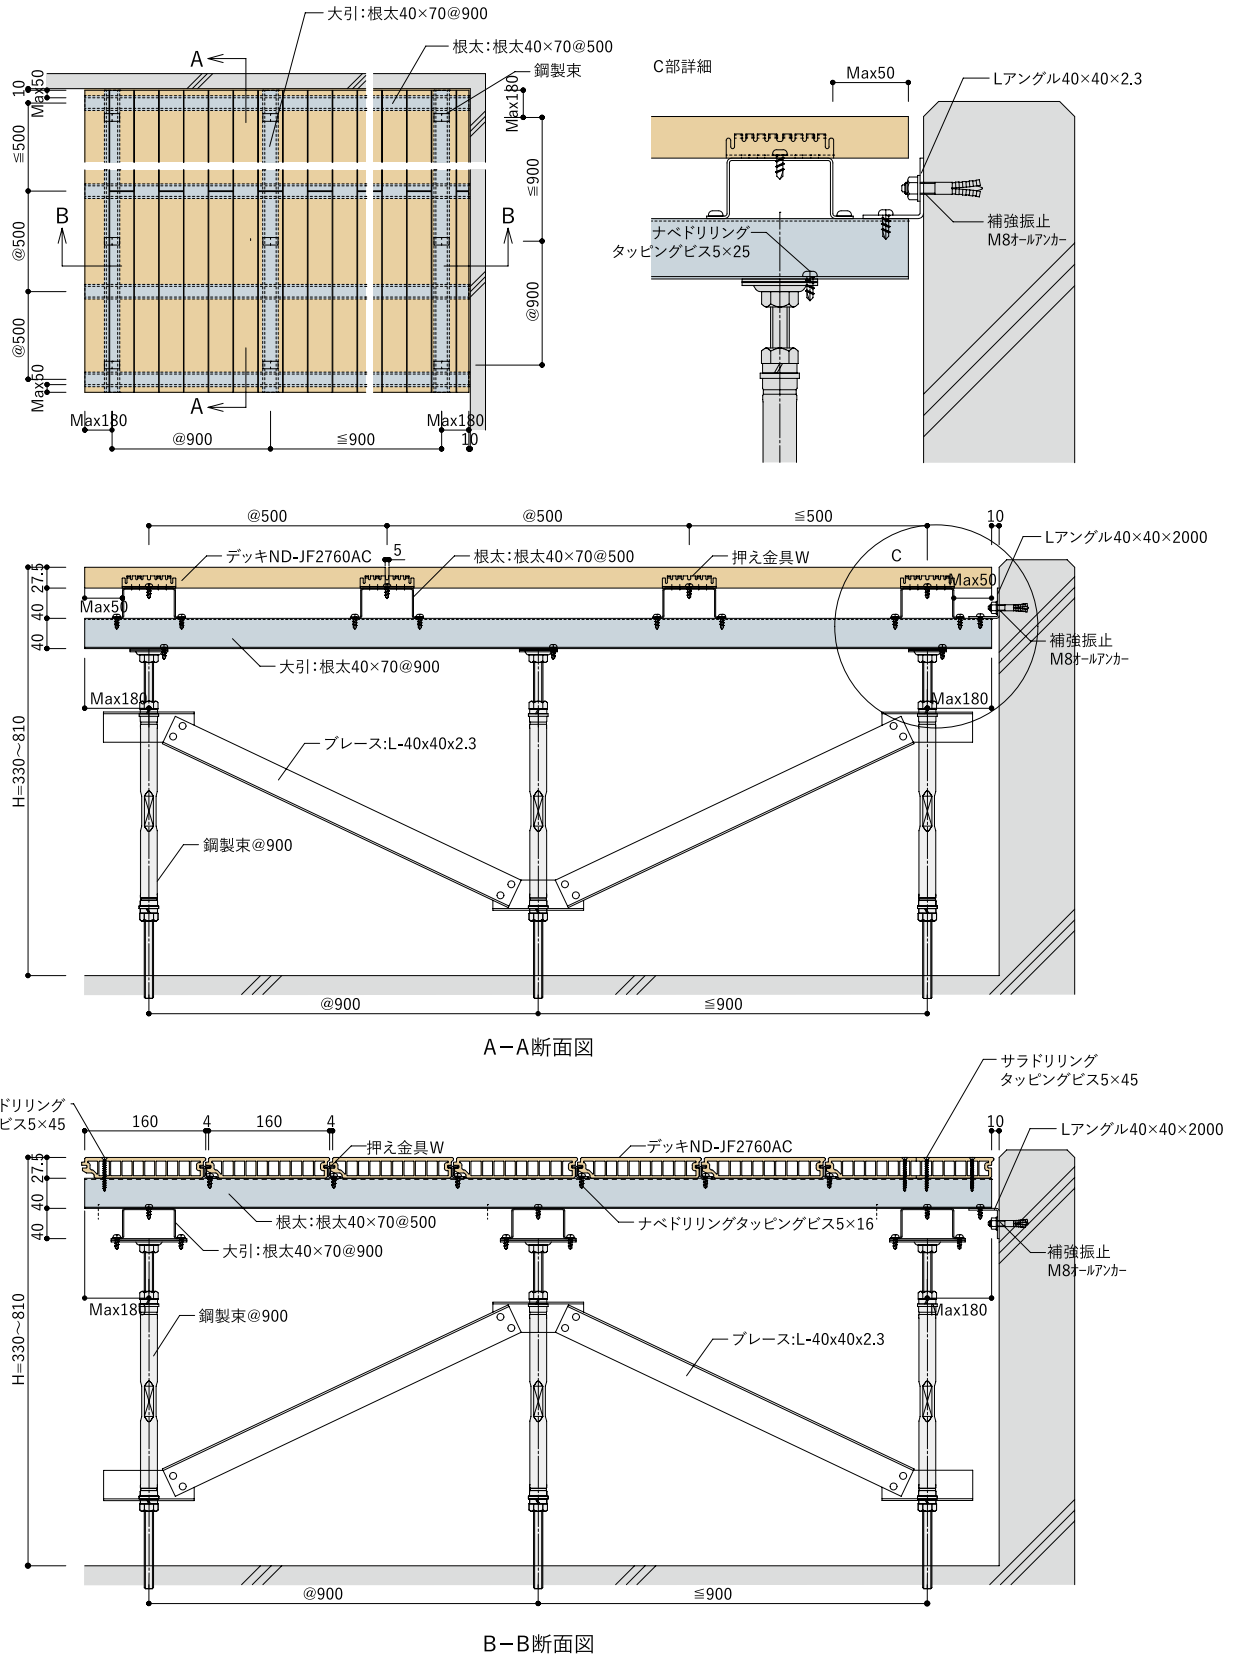 大引：根太40×70@900
根太：根太40×70@500
鋼製束
A
10
Max50
≦500
@500
@500
Max50
B
B
Max180
≦900
@900
A
Max180
@900
≦900
Max180
10
C部詳細
Max50
Lアングル40×40×2.3
補強振止
M8オールアンカー
ナベドリリング
タッピングビス5×25
@500
@500
≦500
10
デッキND-JF2760AC
5
根太：根太40×70@500
押え金具W
C
Lアングル40×40×2000
27.5
40
40
Max50
Max50
大引：根太40×70@900
補強振止
M8オールアンカー
Max180
Max180
ブレース:L-40x40x2.3
H=330～810
鋼製束@900
@900
≦900
A－A断面図
サラドリリング
タッピングビス5×45
ドリリング
ビス5×45
160
4
160
4
押え金具W
デッキND-JF2760AC
10
Lアングル40×40×2000
27.5
40
40
根太：根太40×70@500
ナベドリリングタッピングビス5×16
大引：根太40×70@900
補強振止
M8オールアンカー
Max180
Max180
鋼製束@900
ブレース:L-40x40x2.3
H=330～810
@900
≦900
B－B断面図